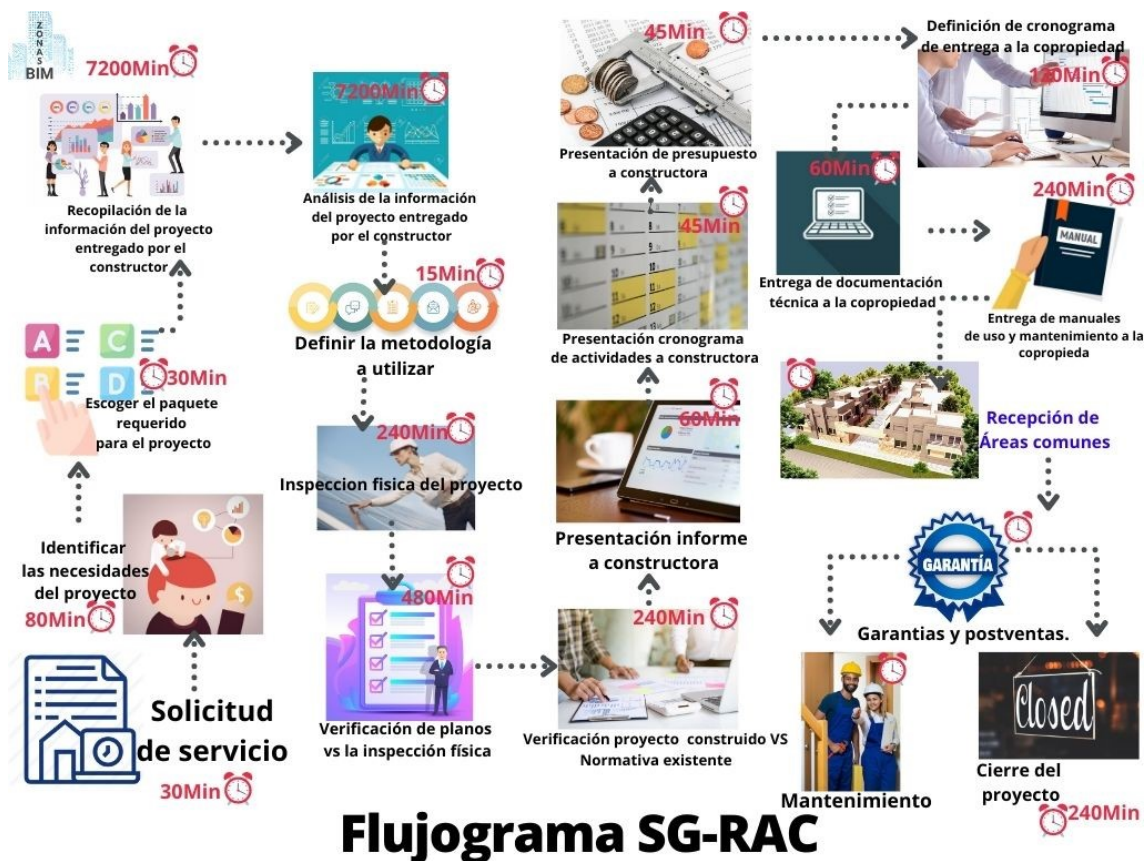 ZONAS
BIM
7200Min
Recopilación de la
información del proyecto
entregado por el
constructor
7200Min
Análisis de la información
del proyecto entregado
por el constructor
15Min
Definir la metodología
a utilizar
A
C
B
D
30Min
Escoger el paquete
requerido
para el proyecto
240Min
Inspeccion fisica del proyecto
Identificar
las necesidades
del proyecto
80Min
$
Solicitud
de servicio
30Min
480Min
Verificación de planos
vs la inspección física
240Min
Verificación proyecto construido VS
Normativa existente
60Min
Presentación informe
a constructora
45Min
Presentación cronograma
de actividades a constructora
45Min
Presentación de presupuesto
a constructora
Definición de cronograma
de entrega a la copropiedad
120Min
60Min
Entrega de documentación
técnica a la copropiedad
240Min
MANUAL
Entrega de manuales
de uso y mantenimiento a la
copropieda
Recepción de
Áreas comunes
GARANTÍA
Garantias y postventas.
Mantenimiento
Closed
Cierre del
proyecto
240Min
Flujograma SG-RAC